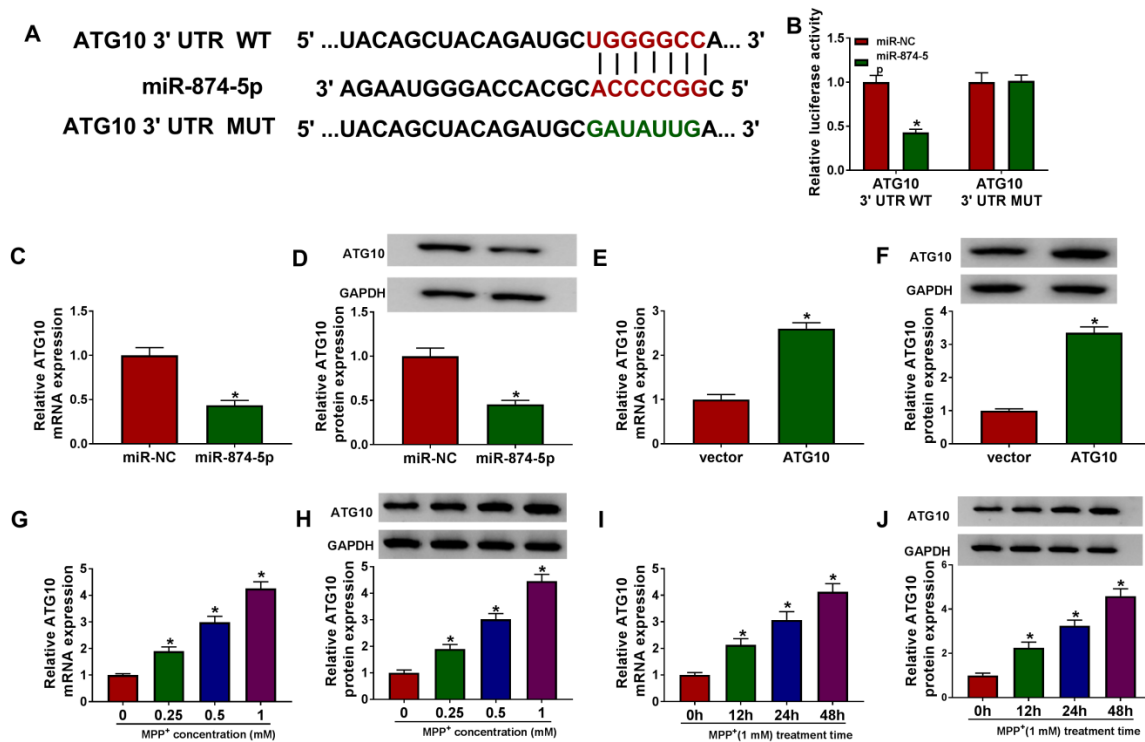 A
ATG10 3' UTR WT 5' ...UACAGCUACAGAUGCUGGGGCCA... 3'
miR-874-5p 3' AGAAUGGGACCACGCACCCCGGC 5'
ATG10 3' UTR MUT 5' ...UACAGCUACAGAUGCGAUAUUGA... 3'
B
miR-NC
miR-874-5
p
Relative luciferase activity
1.5
1.0
0.5
0.0
*
ATG10
3' UTR WT
ATG10
3' UTR MUT
C
Relative ATG10
mRNA expression
1.5
1.0
0.5
0.0
*
miR-NC miR-874-5p
D
ATG10
GAPDH
Relative ATG10
protein expression
1.5
1.0
0.5
0.0
*
miR-NC miR-874-5p
E
Relative ATG10
mRNA expression
3
2
1
0
*
vector ATG10
F
ATG10
GAPDH
Relative ATG10
protein expression
4
3
2
1
0
*
vector ATG10
G
Relative ATG10
mRNA expression
5
4
3
2
1
0
* * *
0 0.25 0.5 1
MPP⁺ concentration (mM)
H
ATG10
GAPDH
Relative ATG10
protein expression
5
4
3
2
1
0
* * *
0 0.25 0.5 1
MPP⁺ concentration (mM)
I
Relative ATG10
mRNA expression
5
4
3
2
1
0
* * *
0h 12h 24h 48h
MPP⁺(1 mM) treatment time
J
ATG10
GAPDH
Relative ATG10
protein expression
6
4
2
0
* * *
0h 12h 24h 48h
MPP⁺(1 mM) treatment time